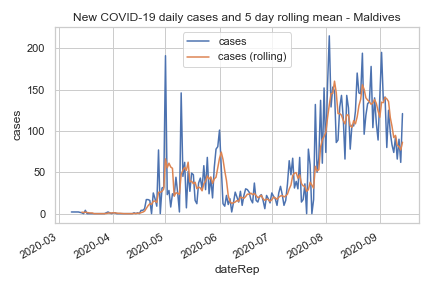 New COVID-19 daily cases and 5 day rolling mean - Maldives
cases
cases (rolling)
cases
200
150
100
50
0
2020-03
2020-04
2020-05
2020-06
2020-07
2020-08
2020-09
dateRep